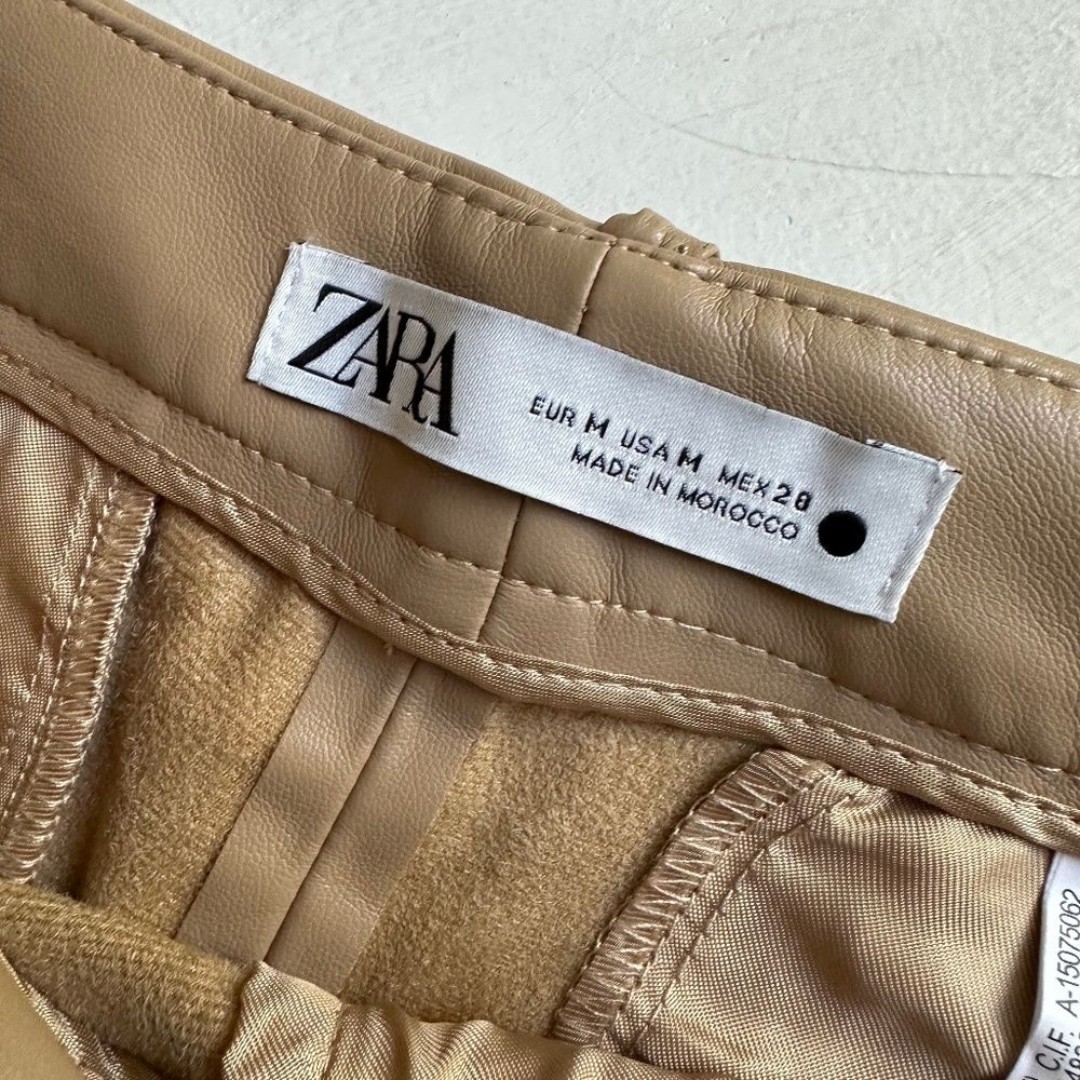 ZARA
EUR M USA M MEX 28
MADE IN MOROCCO
C.I.F. A-15075062